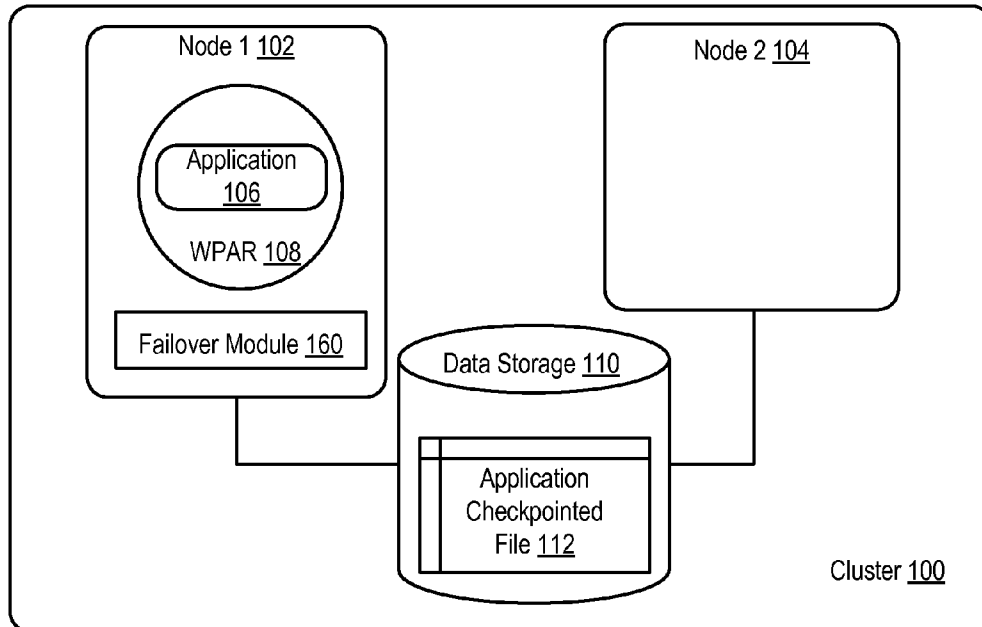 Node 1 102
Application
106
WPAR 108
Failover Module 160
Node 2 104
Data Storage 110
Application
Checkpointed
File 112
Cluster 100